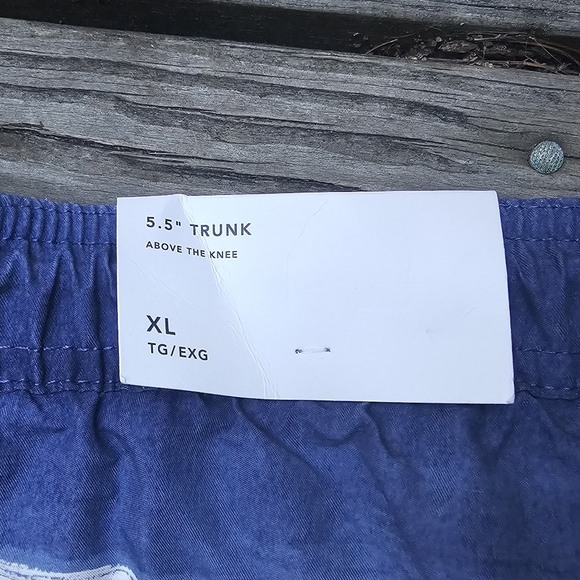 5.5" TRUNK
ABOVE THE KNEE
XL
TG/EXG